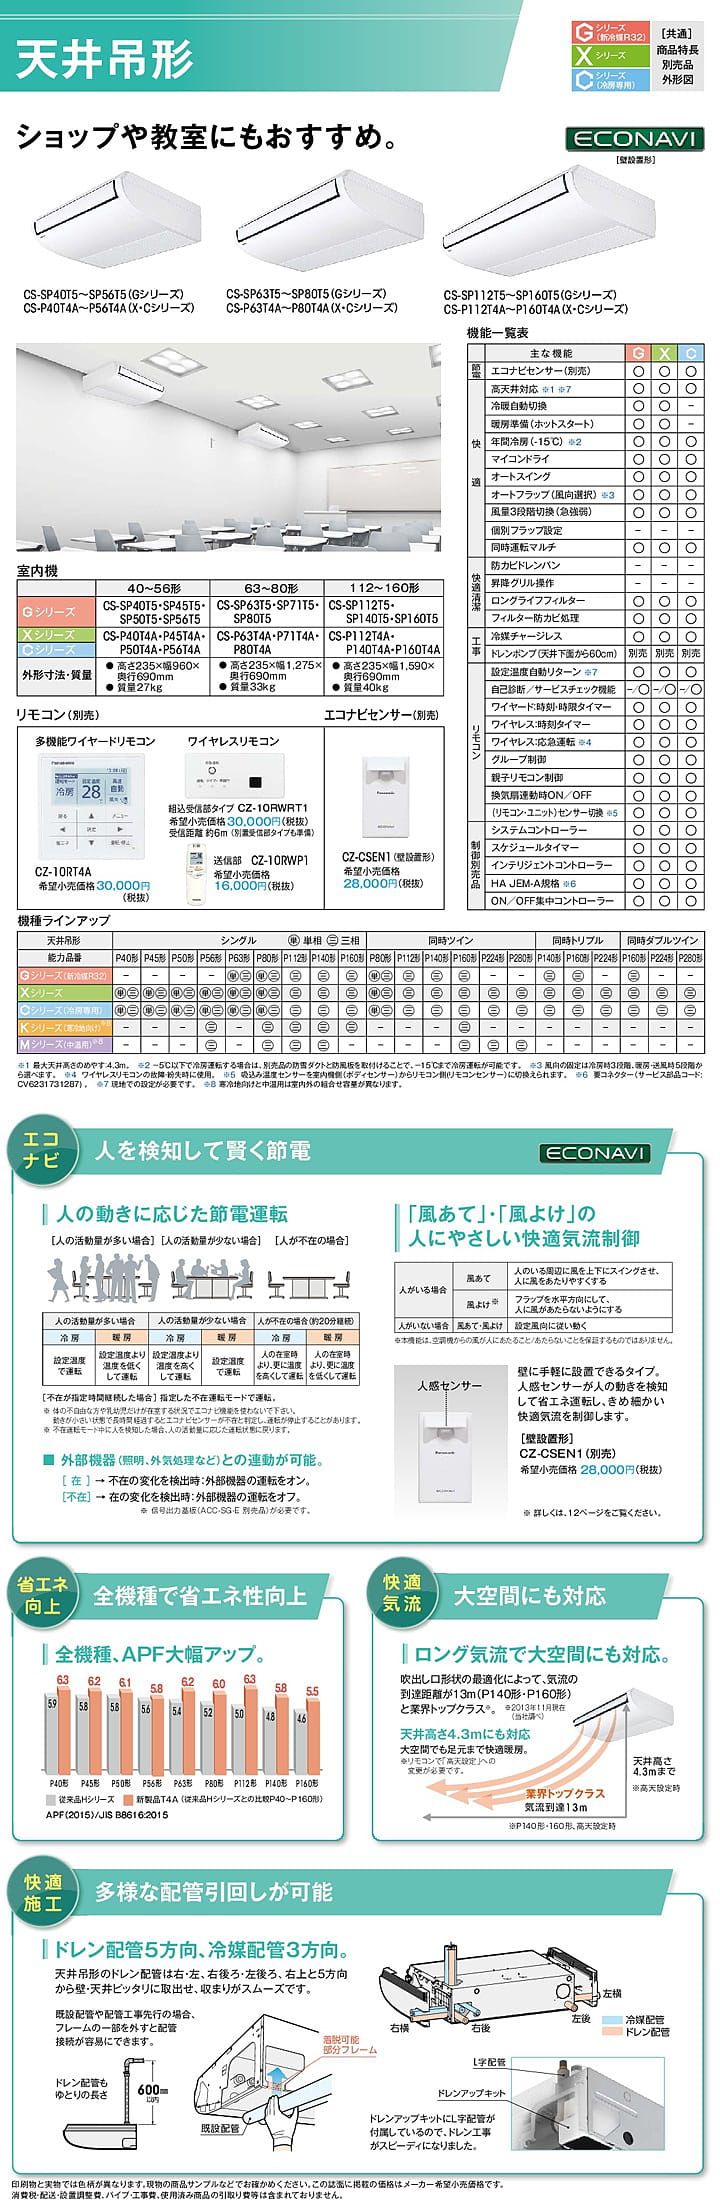 天井吊形
Gシリーズ(新冷媒R32)
Xシリーズ
Cシリーズ(冷房専用)
[共通]
商品特長
別売品
外形図
ショップや教室にもおすすめ。
ECONAVI
[壁設置形]
CS-SP40T5～SP56T5(Gシリーズ)
CS-P40T4A～P56T4A(X・Cシリーズ)
CS-SP63T5～SP80T5(Gシリーズ)
CS-P63T4A～P80T4A(X・Cシリーズ)
CS-SP112T5～SP160T5(Gシリーズ)
CS-P112T4A～P160T4A(X・Cシリーズ)
機能一覧表
主な機能 G X C
節電 エコナビセンサー(別売) ○ ○ ○
快適
高天井対応 ※1 ※7 ○ ○ ○
冷暖自動切換 ○ ○ －
暖房準備(ホットスタート) ○ ○ －
年間冷房(-15℃) ※2 ○ ○ ○
マイコンドライ ○ ○ ○
オートスイング ○ ○ ○
オートフラップ(風向選択) ※3 ○ ○ ○
風量3段階切換(急強弱) ○ ○ ○
個別フラップ設定 － － －
同時運転マルチ ○ ○ ○
快適清潔
防カビドレンパン － － －
昇降グリル操作 － － －
ロングライフフィルター ○ ○ ○
フィルター防カビ処理 ○ ○ ○
工事
冷媒チャージレス ○ ○ ○
ドレンポンプ(天井下面から60cm) 別売 別売 別売
リモコン
設定温度自動リターン ※7 ○ ○ ○
自己診断/サービスチェック機能 －/○ －/○ －/○
ワイヤード:時刻・時限タイマー ○ ○ ○
ワイヤレス:時刻タイマー ○ ○ ○
ワイヤレス:応急運転 ※4 ○ ○ ○
グループ制御 ○ ○ ○
親子リモコン制御 ○ ○ ○
換気扇連動時ON/OFF ○ ○ ○
(リモコン・ユニット)センサー切換 ※5 ○ ○ ○
制御別売品
システムコントローラー ○ ○ ○
スケジュールタイマー ○ ○ ○
インテリジェントコントローラー ○ ○ ○
HA JEM-A規格 ※6 ○ ○ ○
ON/OFF集中コントローラー ○ ○ ○
室内機
40～56形 63～80形 112～160形
Gシリーズ
CS-SP40T5・SP45T5・
SP50T5・SP56T5
CS-SP63T5・SP71T5・
SP80T5
CS-SP112T5・
SP140T5・SP160T5
Xシリーズ
Cシリーズ
CS-P40T4A・P45T4A・
P50T4A・P56T4A
CS-P63T4A・P71T4A・
P80T4A
CS-P112T4A・
P140T4A・P160T4A
外形寸法・質量
● 高さ235×幅960×
奥行690mm
● 質量27kg
● 高さ235×幅1,275×
奥行690mm
● 質量33kg
● 高さ235×幅1,590×
奥行690mm
● 質量40kg
リモコン(別売)
多機能ワイヤードリモコン
Panasonic
冷房 28
自動
CZ-10RT4A
希望小売価格 30,000円
(税抜)
ワイヤレスリモコン
組込受信部タイプ CZ-10RWRT1
希望小売価格 30,000円(税抜)
受信距離 約6m (別置受信部タイプも準備)
送信部 CZ-10RWP1
希望小売価格
16,000円(税抜)
エコナビセンサー(別売)
Panasonic
CZ-CSEN1(壁設置形)
希望小売価格
28,000円(税抜)
機種ラインアップ
天井吊形 シングル 単 単相 三 三相 同時ツイン 同時トリプル 同時ダブルツイン
能力品番 P40形 P45形 P50形 P56形 P63形 P80形 P112形 P140形 P160形 P80形 P112形 P140形 P160形 P224形 P280形 P140形 P160形 P224形 P160形 P224形 P280形
Gシリーズ(新冷媒R32) － － － － 単三 単三 三 三 三 単三 三 三 三 － － 三 三 － 三 － －
Xシリーズ 単三 単三 単三 単三 単三 単三 三 三 三 単三 三 三 三 三 三 三 三 三 三 三 三
Cシリーズ(冷房専用) 単三 単三 単三 単三 単三 単三 三 三 三 単三 三 三 三 三 三 三 三 三 三 三 三
Kシリーズ(寒冷地向け)※8
Mシリーズ(中温用)※8
※1 最大天井高さのめやす:4.3m。 ※2 −5℃以下で冷房運転する場合は、別売品の防雪ダクトと防風板を取付けることで、−15℃まで冷房運転が可能です。 ※3 風向の固定は冷房時3段階、暖房・送風時5段階か
ら選べます。 ※4 ワイヤレスリモコンの故障・紛失時に使用。 ※5 吸込み温度センサーを室内機側(ボディセンサー)からリモコン側(リモコンセンサー)に切換えられます。 ※6 要コネクター(サービス部品コード:
CV6231731287)。 ※7 現地での設定が必要です。 ※8 寒冷地向けと中温用は室内外の組合せ容量が異なります。
エコナビ
人を検知して賢く節電
ECONAVI
人の動きに応じた節電運転
[人の活動量が多い場合] [人の活動量が少ない場合] [人が不在の場合]
人の活動量が多い場合 人の活動量が少ない場合 人が不在の場合(約20分継続)
冷房 暖房 冷房 暖房 冷房 暖房
設定温度で運転
設定温度より温度を低くして運転
設定温度より温度を高くして運転
設定温度で運転
人の在室時より、更に温度を高くして運転
人の在室時より、更に温度を低くして運転
[不在が指定時間継続した場合] 指定した不在運転モードで運転。
※ 体の不自由な方や乳幼児だけが在室する状況でエコナビ機能を使わないで下さい。
動きが小さい状態で長時間経過するとエコナビセンサーが不在と判定し、運転が停止することがあります。
※ 不在運転モード中に人を検知した場合、人の活動量に応じた運転状態に戻ります。
■ 外部機器(照明、外気処理など)との連動が可能。
[在] → 不在の変化を検出時:外部機器の運転をオン。
[不在] → 在の変化を検出時:外部機器の運転をオフ。
※ 信号出力基板(ACC-SG-E 別売品)が必要です。
「風あて」・「風よけ」の
人にやさしい快適気流制御
人がいる場合
風あて 人のいる周辺に風を上下にスイングさせ、
人に風をあたりやすくする
風よけ※ フラップを水平方向にして、
人に風があたらないようにする
人がいない場合 風あて・風よけ 設定風向に従い動く
※本機能は、空調機からの風が人にあたること/あたらないことを保証するものではありません。
人感センサー
Panasonic
ECONAVI
壁に手軽に設置できるタイプ。
人感センサーが人の動きを検知
して省エネ運転し、きめ細かい
快適気流を制御します。
[壁設置形]
CZ-CSEN1(別売)
希望小売価格 28,000円(税抜)
※ 詳しくは、12ページをご覧ください。
省エネ向上
全機種で省エネ性向上
全機種、APF大幅アップ。
5.9 6.3 5.8 6.2 5.8 6.1 5.6 5.8 5.4 6.2 5.2 6.0 5.0 6.3 4.8 5.8 4.6 5.5
P40形 P45形 P50形 P56形 P63形 P80形 P112形 P140形 P160形
従来品Hシリーズ 新製品T4A (従来品Hシリーズとの比較P40～P160形)
APF(2015)/JIS B8616:2015
快適気流
大空間にも対応
ロング気流で大空間にも対応。
吹出し口形状の最適化によって、気流の
到達距離が13m(P140形・P160形)
と業界トップクラス※。 ※2013年11月現在
(当社調べ)
天井高さ4.3mにも対応
大空間でも足元まで快適暖房。
※リモコンで「高天設定」への
変更が必要です。
業界トップクラス
気流到達13m
※P140形・160形、高天設定時
天井高さ
4.3mまで
※高天設定時
快適施工
多様な配管引回しが可能
ドレン配管5方向、冷媒配管3方向。
天井吊形のドレン配管は右・左、右後ろ・左後ろ、右上と5方向
から壁・天井ピッタリに取出せ、収まりがスムーズです。
既設配管や配管工事先行の場合、
フレームの一部を外すと配管
接続が容易にできます。
ドレン配管も
ゆとりの長さ
600mm
以内
着脱可能
部分フレーム
既設配管
右横
右後
左後
左横
冷媒配管
ドレン配管
L字配管
ドレンアップキット
ドレンアップキットにL字配管が
付属しているので、ドレン工事
がスピーディになりました。
印刷物と実物では色柄が異なります。現物の商品サンプルなどでお確かめください。この誌面に掲載の価格はメーカー希望小売価格です。
消費税・配送・設置調整費、パイプ・工事費、使用済み商品の引取り費等は含まれておりません。